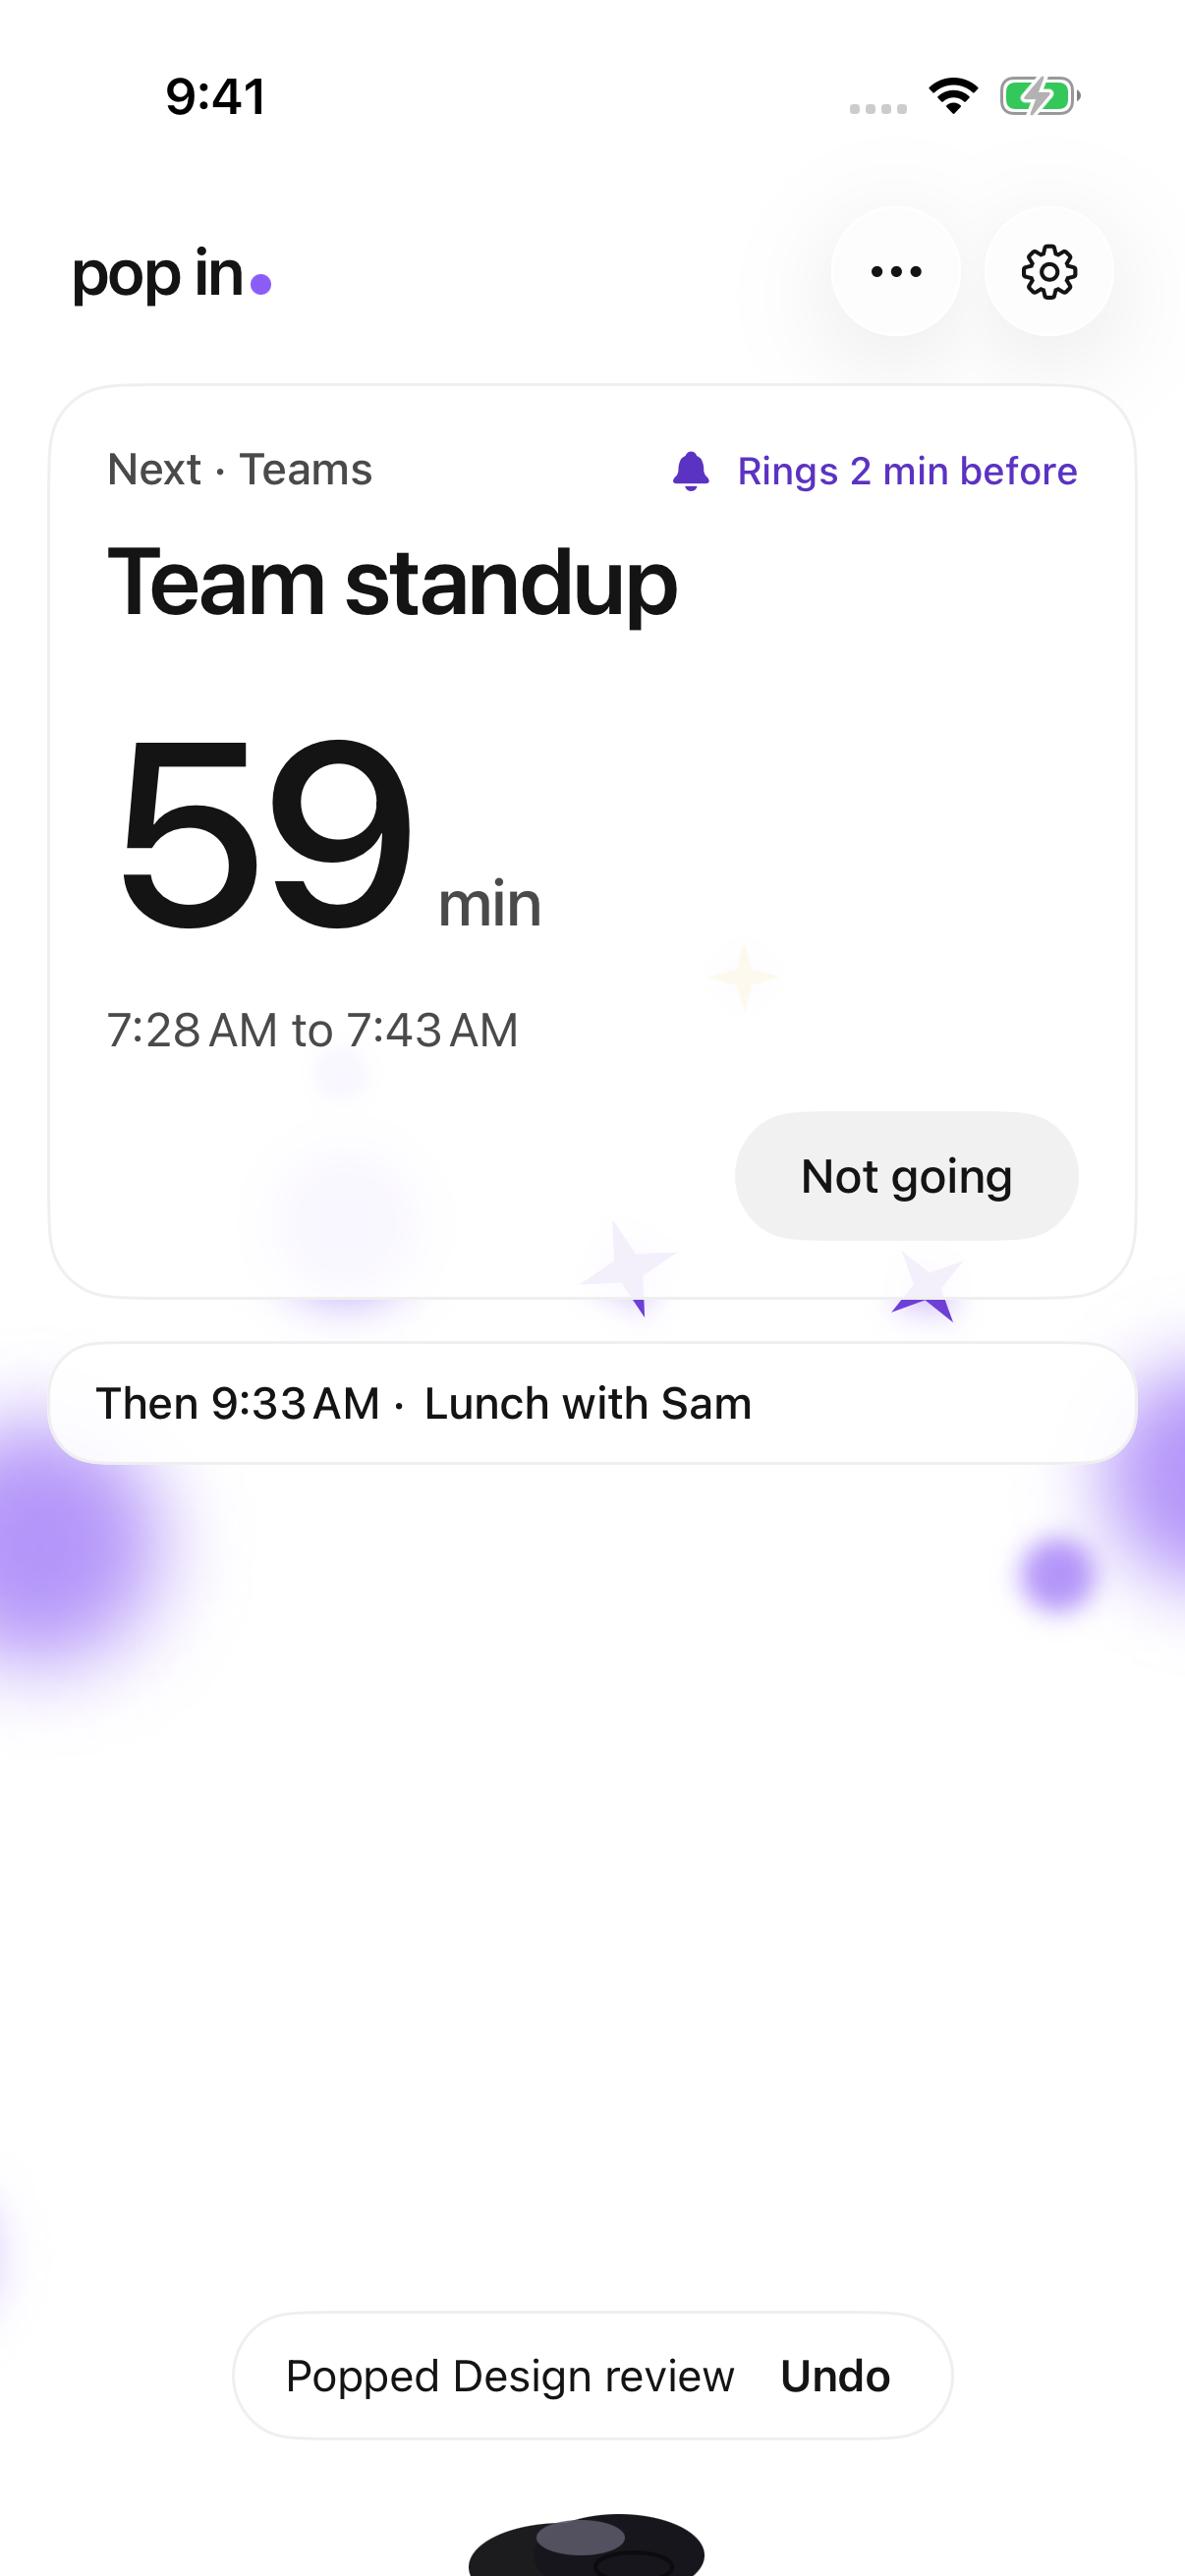 9:41
pop in
Next · Teams
Rings 2 min before
Team standup
59 min
7:28 AM to 7:43 AM
Not going
Then 9:33 AM · Lunch with Sam
Popped Design review Undo